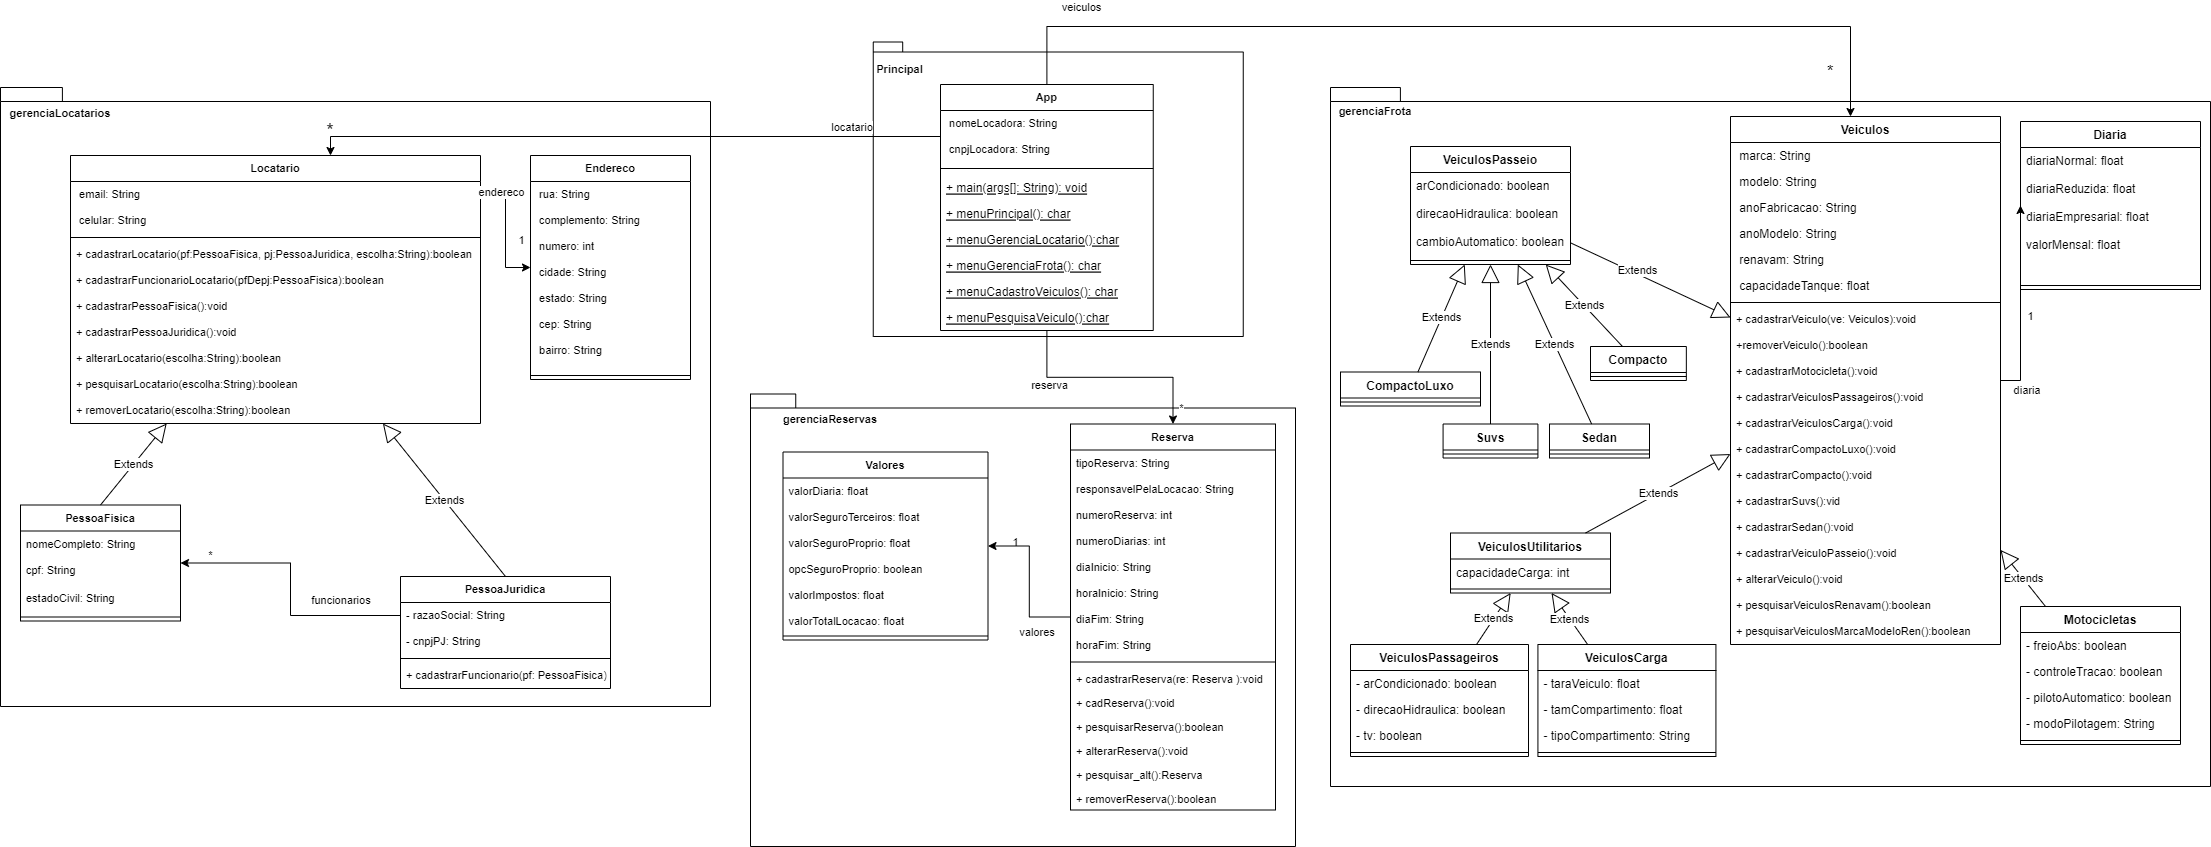 veiculos
*
Principal
App
nomeLocadora: String
cnpjLocadora: String
+ main(args[]: String): void
+ menuPrincipal(): char
+ menuGerenciaLocatario():char
+ menuGerenciaFrota(): char
+ menuCadastroVeiculos(): char
+ menuPesquisaVeiculo():char
locatario
*
reserva
*
gerenciaLocatarios
Locatario
email: String
celular: String
+ cadastrarLocatario(pf:PessoaFisica, pj:PessoaJuridica, escolha:String):boolean
+ cadastrarFuncionarioLocatario(pfDepj:PessoaFisica):boolean
+ cadastrarPessoaFisica():void
+ cadastrarPessoaJuridica():void
+ alterarLocatario(escolha:String):boolean
+ pesquisarLocatario(escolha:String):boolean
+ removerLocatario(escolha:String):boolean
endereco
1
Endereco
rua: String
complemento: String
numero: int
cidade: String
estado: String
cep: String
bairro: String
Extends
Extends
PessoaFisica
nomeCompleto: String
cpf: String
estadoCivil: String
*
funcionarios
PessoaJuridica
- razaoSocial: String
- cnpjPJ: String
+ cadastrarFuncionario(pf: PessoaFisica)
gerenciaReservas
Valores
valorDiaria: float
valorSeguroTerceiros: float
valorSeguroProprio: float
opcSeguroProprio: boolean
valorImpostos: float
valorTotalLocacao: float
1
valores
Reserva
tipoReserva: String
responsavelPelaLocacao: String
numeroReserva: int
numeroDiarias: int
diaInicio: String
horaInicio: String
diaFim: String
horaFim: String
+ cadastrarReserva(re: Reserva ):void
+ cadReserva():void
+ pesquisarReserva():boolean
+ alterarReserva():void
+ pesquisar_alt():Reserva
+ removerReserva():boolean
gerenciaFrota
VeiculosPasseio
arCondicionado: boolean
direcaoHidraulica: boolean
cambioAutomatico: boolean
Extends
Extends
Extends
Extends
Extends
CompactoLuxo
Suvs
Sedan
Compacto
Veiculos
marca: String
modelo: String
anoFabricacao: String
anoModelo: String
renavam: String
capacidadeTanque: float
+ cadastrarVeiculo(ve: Veiculos):void
+removerVeiculo():boolean
+ cadastrarMotocicleta():void
+ cadastrarVeiculosPassageiros():void
+ cadastrarVeiculosCarga():void
+ cadastrarCompactoLuxo():void
+ cadastrarCompacto():void
+ cadastrarSuvs():vid
+ cadastrarSedan():void
+ cadastrarVeiculoPasseio():void
+ alterarVeiculo():void
+ pesquisarVeiculosRenavam():boolean
+ pesquisarVeiculosMarcaModeloRen():boolean
Diaria
diariaNormal: float
diariaReduzida: float
diariaEmpresarial: float
valorMensal: float
1
diaria
Extends
VeiculosUtilitarios
capacidadeCarga: int
Extends
Extends
VeiculosPassageiros
- arCondicionado: boolean
- direcaoHidraulica: boolean
- tv: boolean
VeiculosCarga
- taraVeiculo: float
- tamCompartimento: float
- tipoCompartimento: String
Extends
Motocicletas
- freioAbs: boolean
- controleTracao: boolean
- pilotoAutomatico: boolean
- modoPilotagem: String